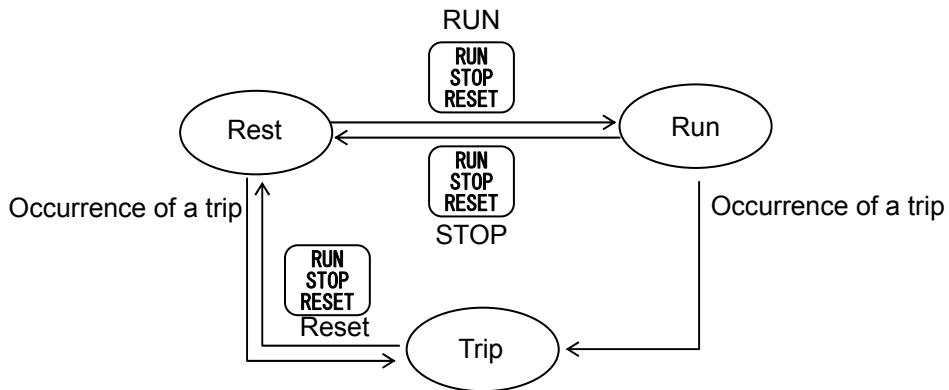 RUN
RUN
STOP
RESET
Rest
Run
RUN
STOP
RESET
STOP
Occurrence of a trip
Occurrence of a trip
RUN
STOP
RESET
Reset
Trip